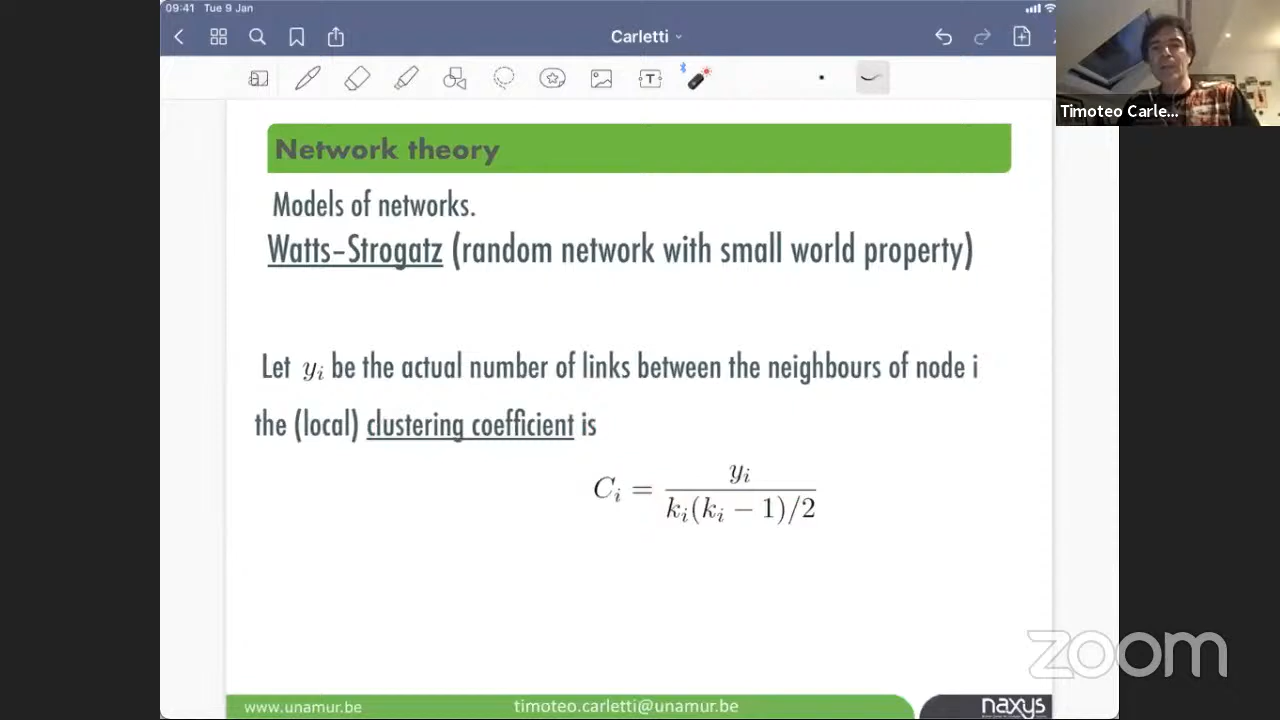 09:41 Tue 9 Jan
Carletti
T
Timoteo Carle...
Network theory
Models of networks.
Watts-Strogatz (random network with small world property)
Let y_i be the actual number of links between the neighbours of node i
the (local) clustering coefficient is
C_i = y_i / (k_i(k_i − 1)/2)
zoom
www.unamur.be timoteo.carletti@unamur.be naxys